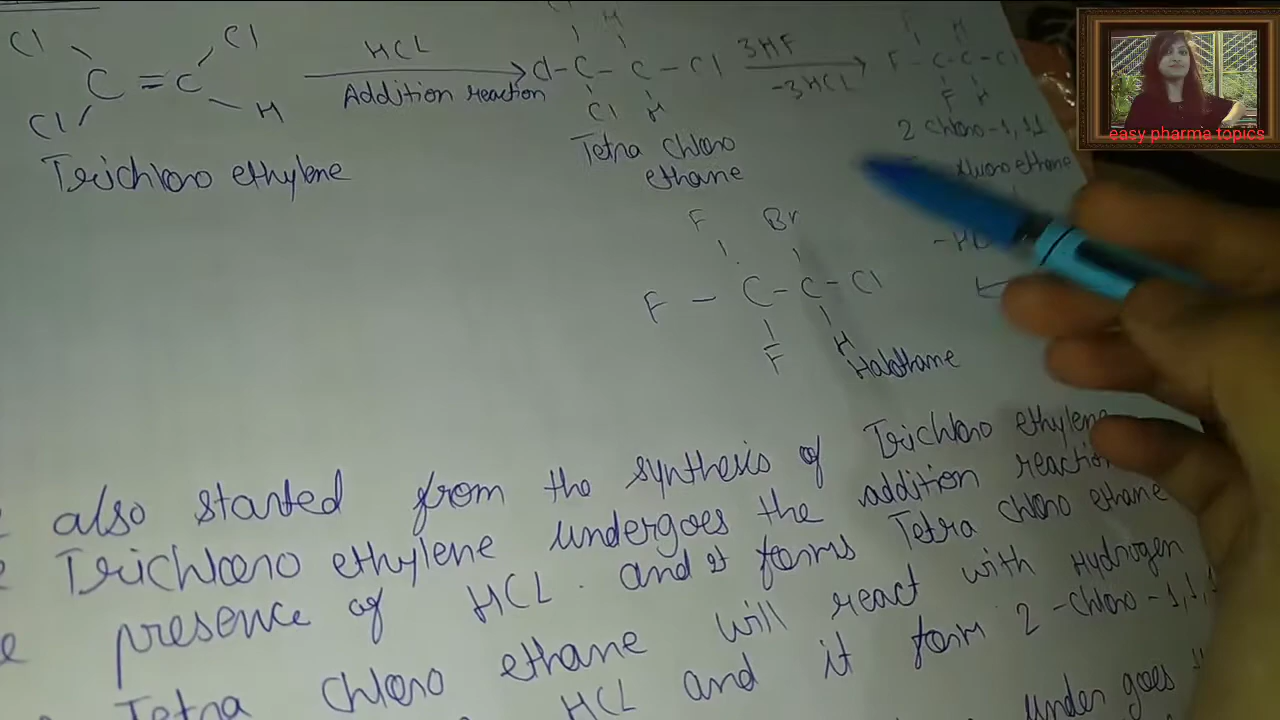 Cl Cl HCL Cl H 3HF F H
C = C Addition reaction Cl - C - C - Cl -3HCL F - C - C - Cl
Cl H Cl H F H
Trichloro ethylene Tetra chloro ethane 2 chloro-1,1,1 fluoro ethane
easy pharma topics
F Br
F - C - C - Cl
F H
Halothane
also started from the synthesis of Trichloro ethylene
Trichloro ethylene undergoes the addition reaction
presence of HCL. and it forms Tetra chloro ethane
Tetra chloro ethane will react with Hydrogen
HCL and it form 2-chloro-1,1,1
under goes